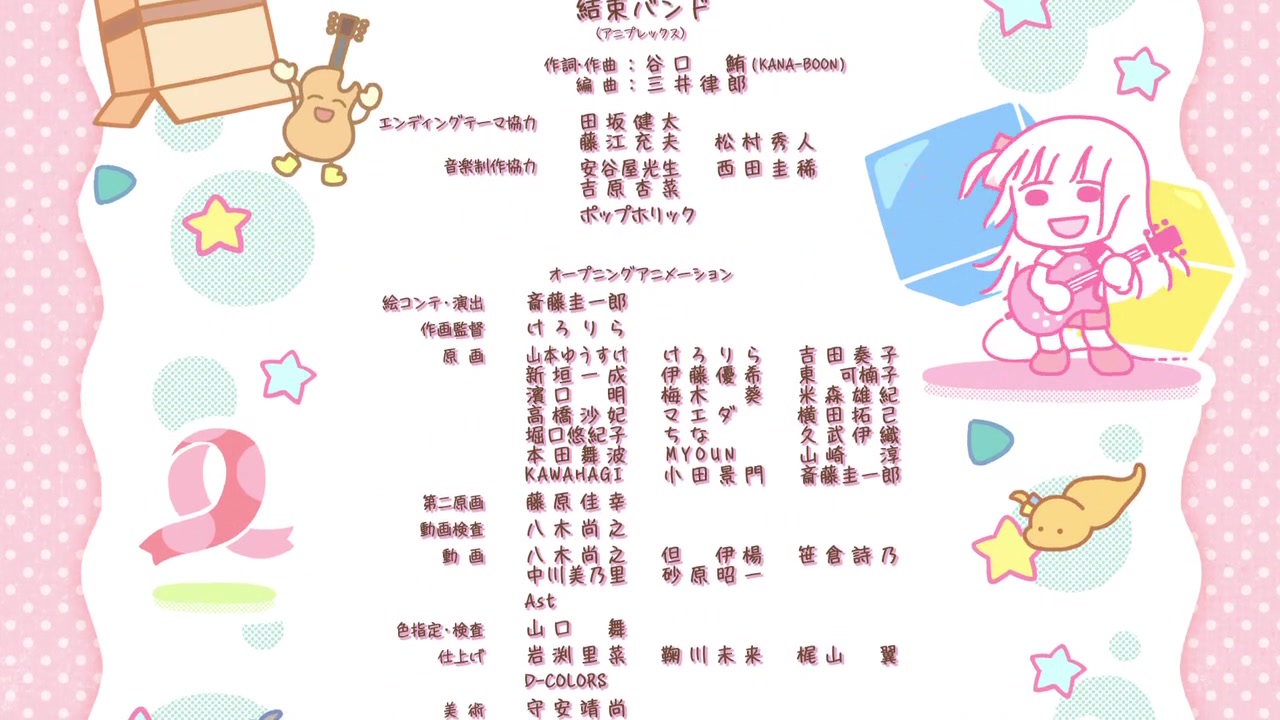 結束バンド
(アニプレックス)
作詞・作曲：谷口　鮪(KANA-BOON)
編曲：三井律郎
エンディングテーマ協力　田坂健太
藤江充夫　松村秀人
音楽制作協力　安谷屋光生　西田圭稀
吉原杏菜
ポップホリック
オープニングアニメーション
絵コンテ・演出　斎藤圭一郎
作画監督　けろりら
原画　山本ゆうすけ　けろりら　吉田奏子
新垣一成　伊藤優希　東　可楠子
濱口　明　梅木　葵　米森雄紀
高橋沙妃　マエダ　横田拓己
堀口悠紀子　ちな　久武伊織
本田舞波　MYOUN　山崎　淳
KAWAHAGI　小田景門　斎藤圭一郎
第二原画　藤原佳幸
動画検査　八木尚之
動画　八木尚之　但　伊楊　笹倉詩乃
中川美乃里　砂原昭一
Ast
色指定・検査　山口　舞
仕上げ　岩渕里菜　鞠川未来　梶山　翼
D-COLORS
美術　守安靖尚